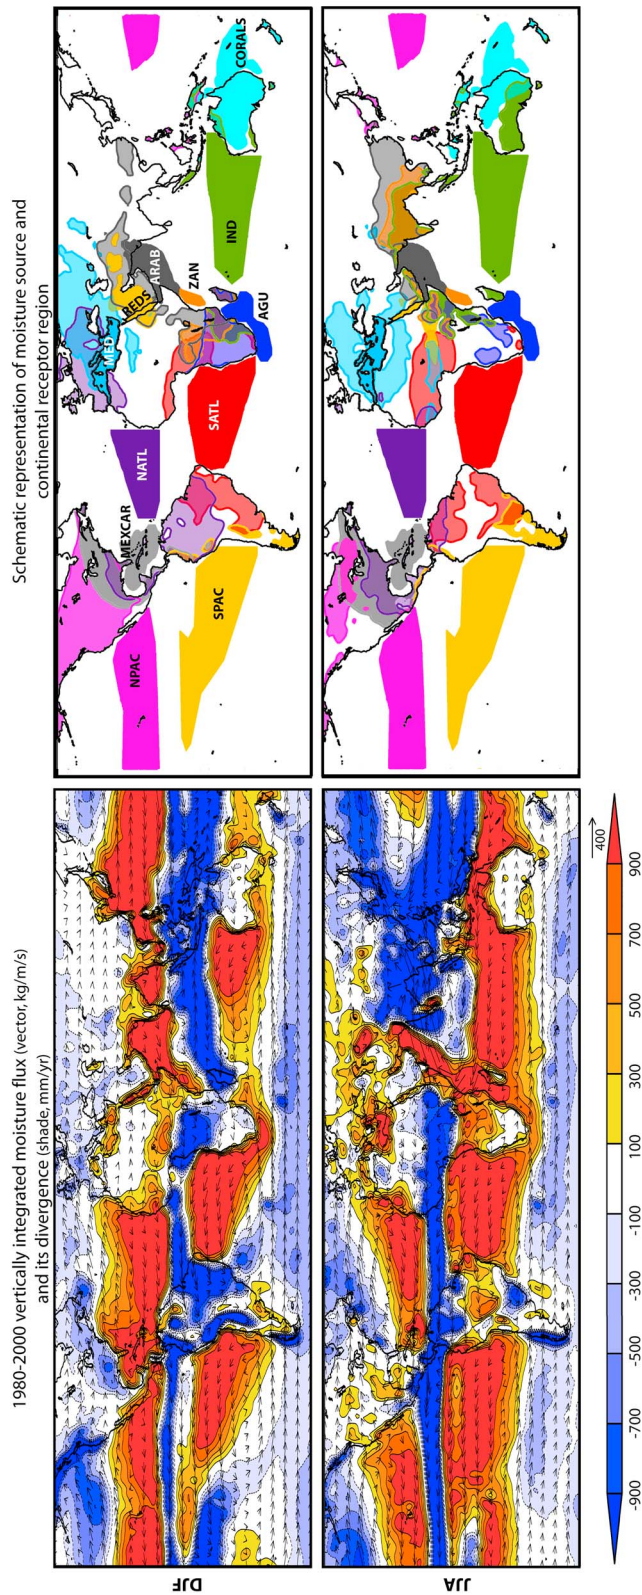 1980-2000 vertically integrated moisture flux (vector, kg/m/s)
and its divergence (shade, mm/yr)
Schematic representation of moisture source and
continental receptor region
DJF
NPAC
MEXCAR
NATL
SPAC
SATL
MED
REDS
ARAB
ZAN
AGU
IND
CORALS
JJA
400
-900
-700
-500
-300
-100
100
300
500
700
900